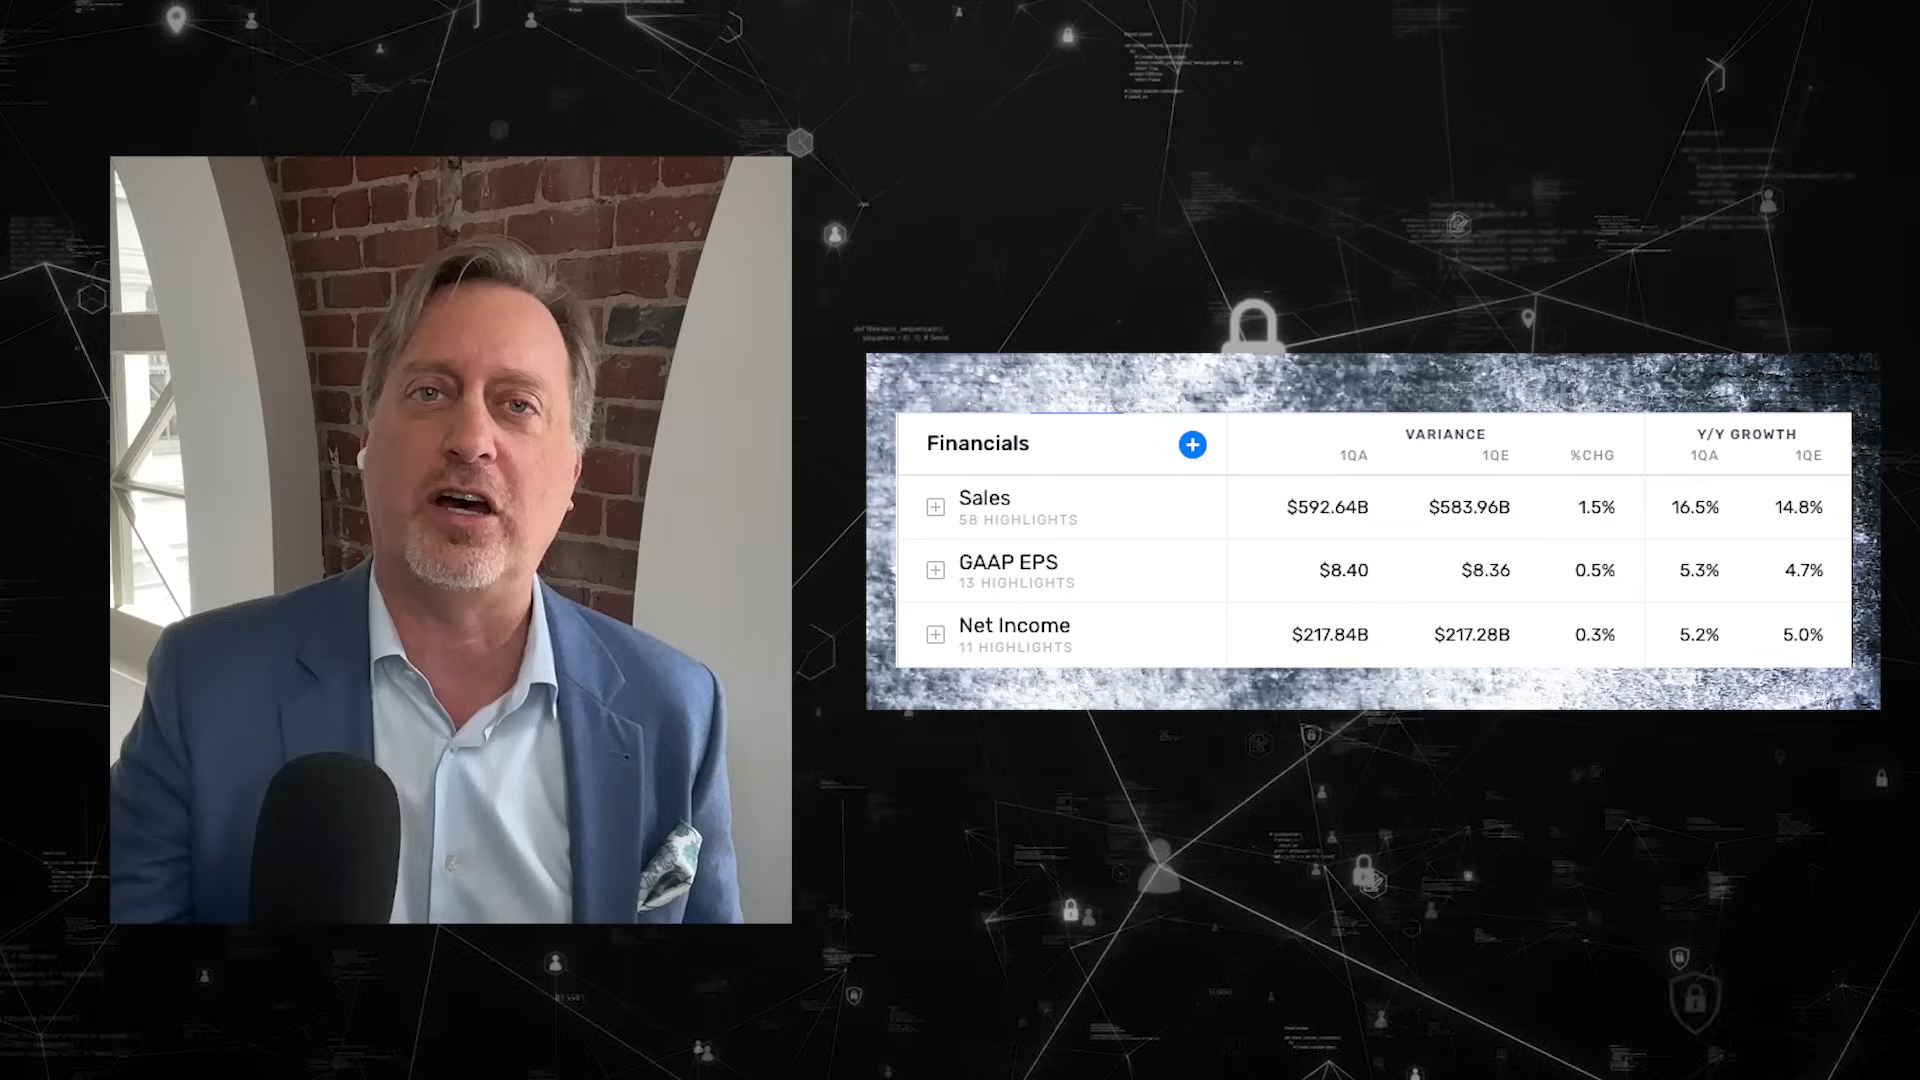 Financials
VARIANCE
Y/Y GROWTH
1QA 1QE %CHG 1QA 1QE
Sales
58 HIGHLIGHTS
$592.64B $583.96B 1.5% 16.5% 14.8%
GAAP EPS
13 HIGHLIGHTS
$8.40 $8.36 0.5% 5.3% 4.7%
Net Income
11 HIGHLIGHTS
$217.84B $217.28B 0.3% 5.2% 5.0%